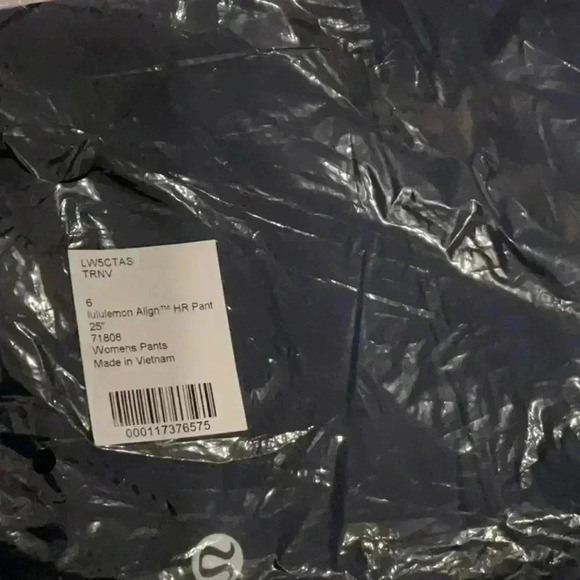 LW5CTAS
TRNV
6
lululemon Align™ HR Pant
25"
71806
Womens Pants
Made in Vietnam
000117376575